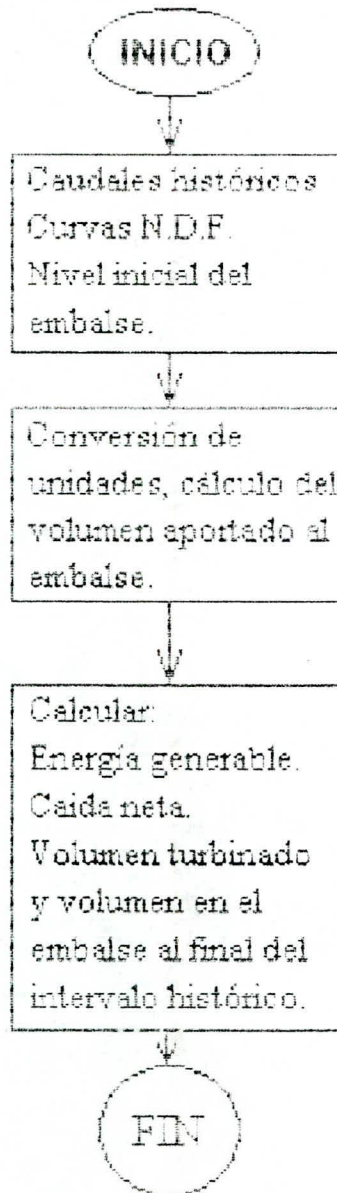 INICIO
Caudales históricos
Curvas N.D.F.
Nivel inicial del
embalse.
Conversión de
unidades, cálculo del
volumen aportado al
embalse.
Calcular:
Energía generable.
Caida neta.
Volumen turbinado
y volumen en el
embalse al final del
intervalo histórico.
FIN